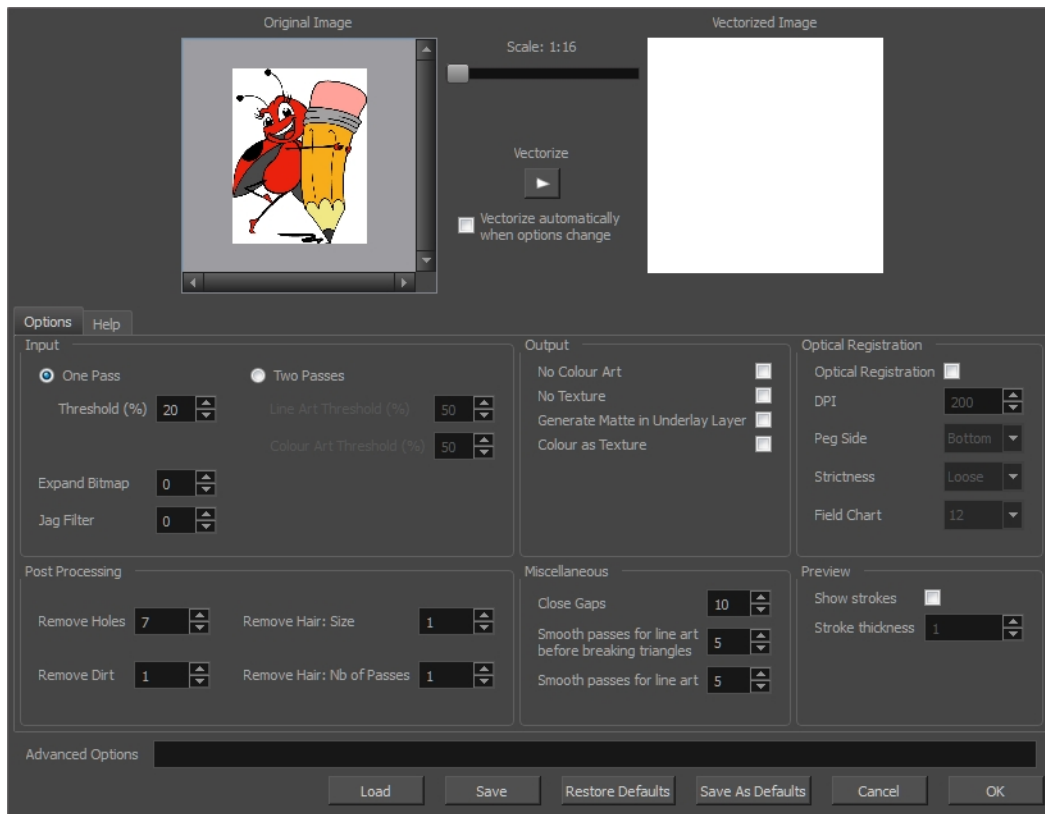 Original Image
Vectorized Image
Scale: 1:16
Vectorize
Vectorize automatically
when options change
Options Help
Input
One Pass
Two Passes
Threshold (%) 20
Line Art Threshold (%) 50
Colour Art Threshold (%) 50
Expand Bitmap 0
Jag Filter 0
Output
No Colour Art
No Texture
Generate Matte in Underlay Layer
Colour as Texture
Optical Registration
Optical Registration
DPI 200
Peg Side Bottom
Strictness Loose
Field Chart 12
Post Processing
Remove Holes 7
Remove Hair: Size 1
Remove Dirt 1
Remove Hair: Nb of Passes 1
Miscellaneous
Close Gaps 10
Smooth passes for line art
before breaking triangles 5
Smooth passes for line art 5
Preview
Show strokes
Stroke thickness 1
Advanced Options
Load Save Restore Defaults Save As Defaults Cancel OK